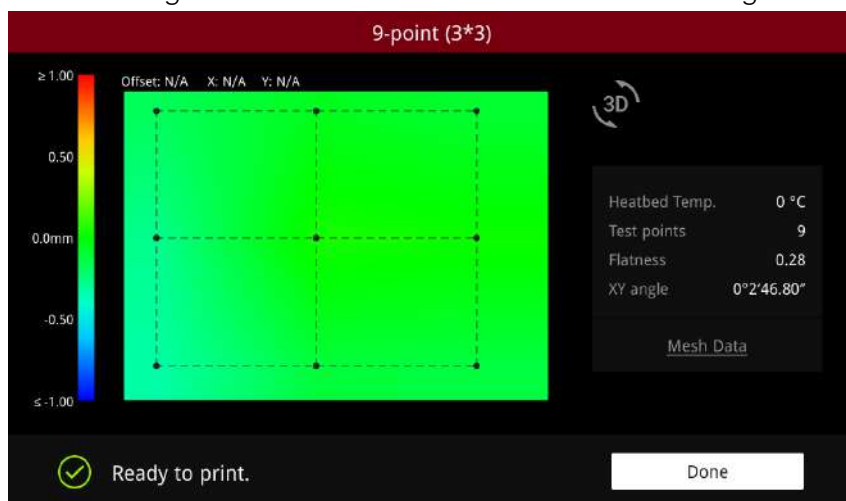 9-point (3*3)
≥ 1.00
Offset: N/A X: N/A Y: N/A
3D
0.50
Heatbed Temp. 0 °C
Test points 9
0.0mm
Flatness 0.28
XY angle 0°2'46.80"
-0.50
Mesh Data
≤ -1.00
Ready to print.
Done